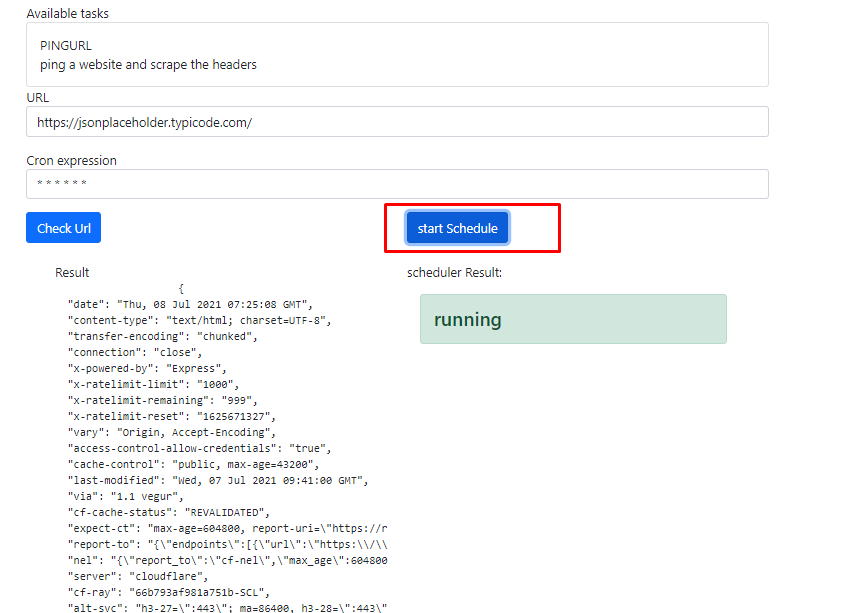 Available tasks
PINGURL
ping a website and scrape the headers
URL
https://jsonplaceholder.typicode.com/
Cron expression
* * * * * *
Check Url
start Schedule
Result
{
"date": "Thu, 08 Jul 2021 07:25:08 GMT",
"content-type": "text/html; charset=UTF-8",
"transfer-encoding": "chunked",
"connection": "close",
"x-powered-by": "Express",
"x-ratelimit-limit": "1000",
"x-ratelimit-remaining": "999",
"x-ratelimit-reset": "1625671327",
"vary": "Origin, Accept-Encoding",
"access-control-allow-credentials": "true",
"cache-control": "public, max-age=43200",
"last-modified": "Wed, 07 Jul 2021 09:41:00 GMT",
"via": "1.1 vegur",
"cf-cache-status": "REVALIDATED",
"expect-ct": "max-age=604800, report-uri=\"https://r
"report-to": "{\"endpoints\":[{\"url\":\"https:\\/\\
"nel": "{\"report_to\":\"cf-nel\",\"max_age\":604800
"server": "cloudflare",
"cf-ray": "66b793af981a751b-SCL",
"alt-svc": "h3-27=\":443\"; ma=86400, h3-28=\":443\"
scheduler Result:
running